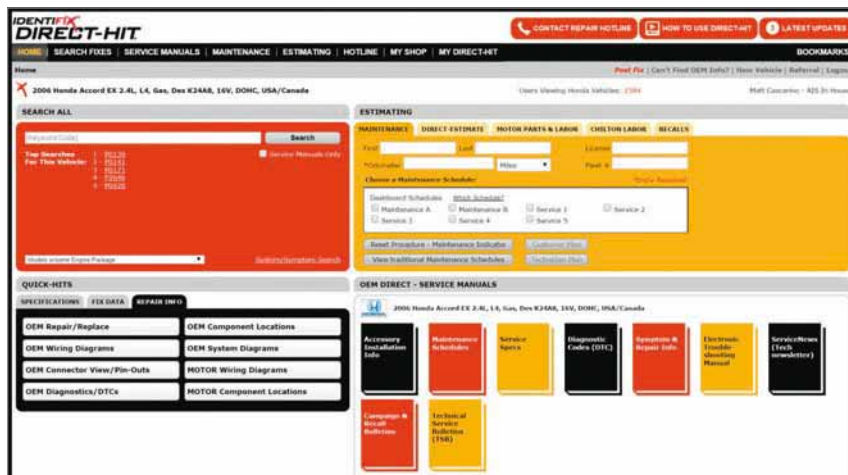 IDENTIFIX
DIRECT-HIT
CONTACT REPAIR HOTLINE
HOW TO USE DIRECT-HIT
LATEST UPDATES
HOME | SEARCH FIXES | SERVICE MANUALS | MAINTENANCE | ESTIMATING | HOTLINE | MY SHOP | MY DIRECT-HIT
BOOKMARKS
Home
Post Fix | Can't Find OEM Info? | New Vehicle | Referral | Logout
2006 Honda Accord EX 2.4L, L4, Gas, Des K24A8, 16V, DOHC, USA/Canada
Users Viewing Honda Vehicles:
SEARCH ALL
Search
Top Searches
For This Vehicle:
Service Manuals Only
Models w/same Engine Package
System/Symptom Search
ESTIMATING
MAINTENANCE
DIRECT-ESTIMATE
MOTOR PARTS & LABOR
CHILTON LABOR
RECALLS
First
Last
License
*Odometer
Miles
Fleet #
Choose a Maintenance Schedule:
Dashboard Schedules
Which Schedule?
Maintenance A
Maintenance B
Service 1
Service 2
Service 3
Service 4
Service 5
Reset Procedure - Maintenance Indicator
View traditional Maintenance Schedules
QUICK-HITS
SPECIFICATIONS
FIX DATA
REPAIR INFO
OEM Repair/Replace
OEM Component Locations
OEM Wiring Diagrams
OEM System Diagrams
OEM Connector View/Pin-Outs
MOTOR Wiring Diagrams
OEM Diagnostics/DTCs
MOTOR Component Locations
OEM DIRECT - SERVICE MANUALS
2006 Honda Accord EX 2.4L, L4, Gas, Des K24A8, 16V, DOHC, USA/Canada
Accessory
Installation
Info
Maintenance
Schedules
Service
Specs
Diagnostic
Codes (DTC)
Symptom &
Repair Info
Electronic
Trouble-
shooting
Manual
ServiceNews
(Tech
newsletter)
Campaign &
Recall -
Bulletins
Technical
Service
Bulletin
(TSB)